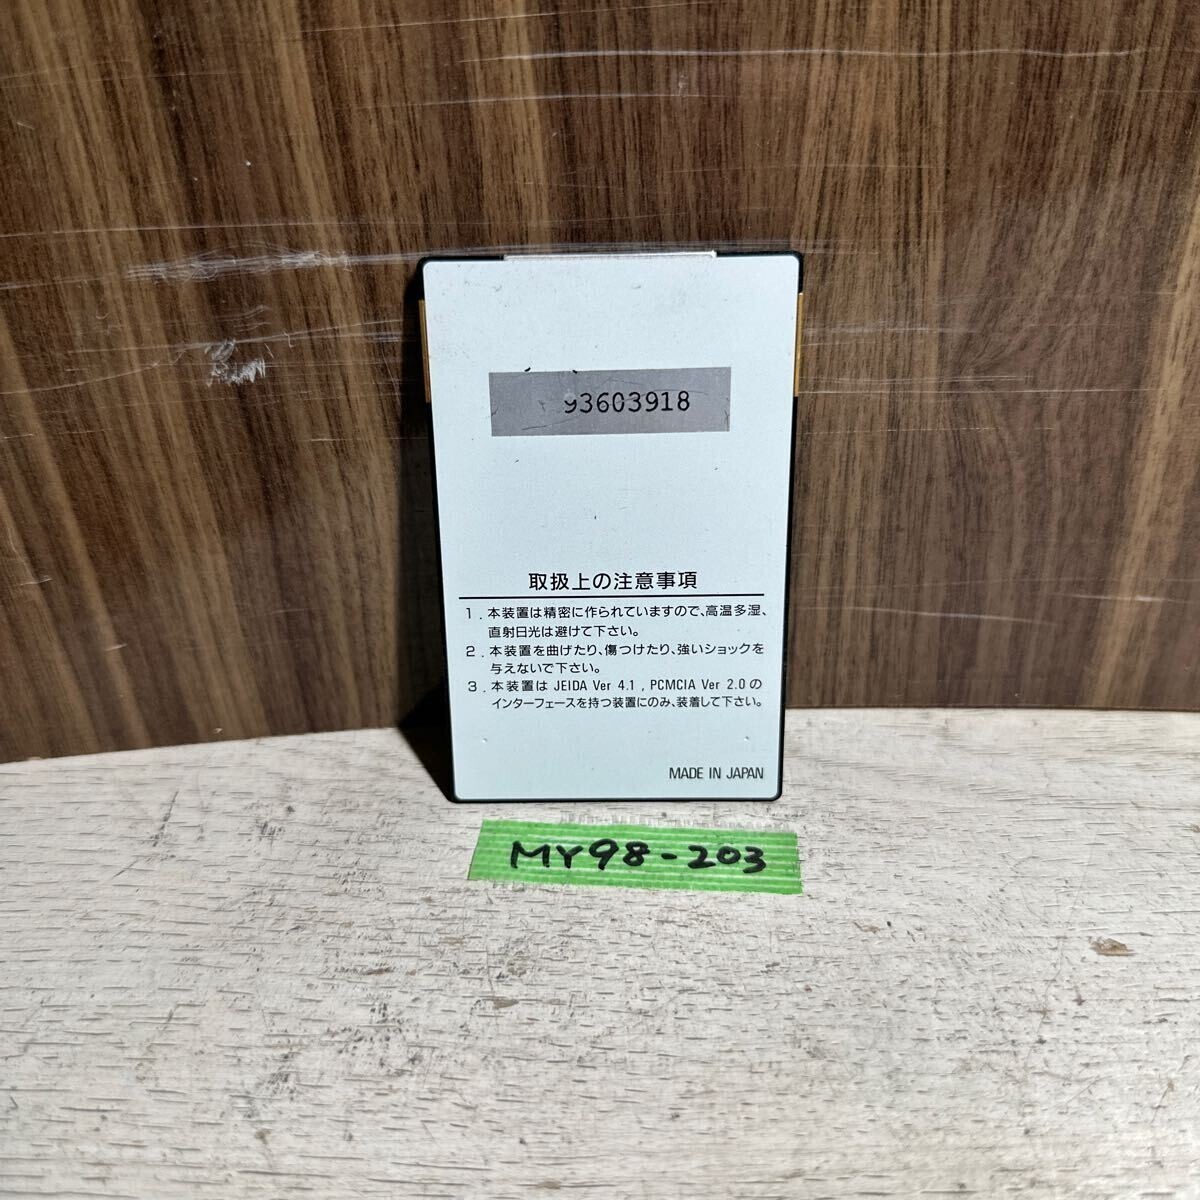 93603918
取扱上の注意事項
1. 本装置は精密に作られていますので、高温多湿、
直射日光は避けて下さい。
2. 本装置を曲げたり、傷つけたり、強いショックを
与えないで下さい。
3. 本装置は JEIDA Ver 4.1 , PCMCIA Ver 2.0 の
インターフェースを持つ装置にのみ、装着して下さい。
MADE IN JAPAN
MY98-203